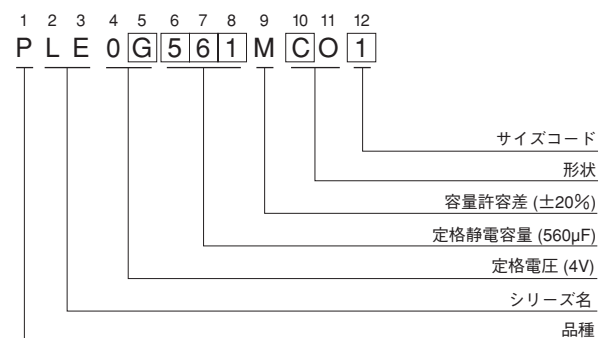 1 2 3 4 5 6 7 8 9 10 11 12
P L E 0 G 5 6 1 M C O 1
サイズコード
形状
容量許容差 (±20%)
定格静電容量 (560µF)
定格電圧 (4V)
シリーズ名
品種